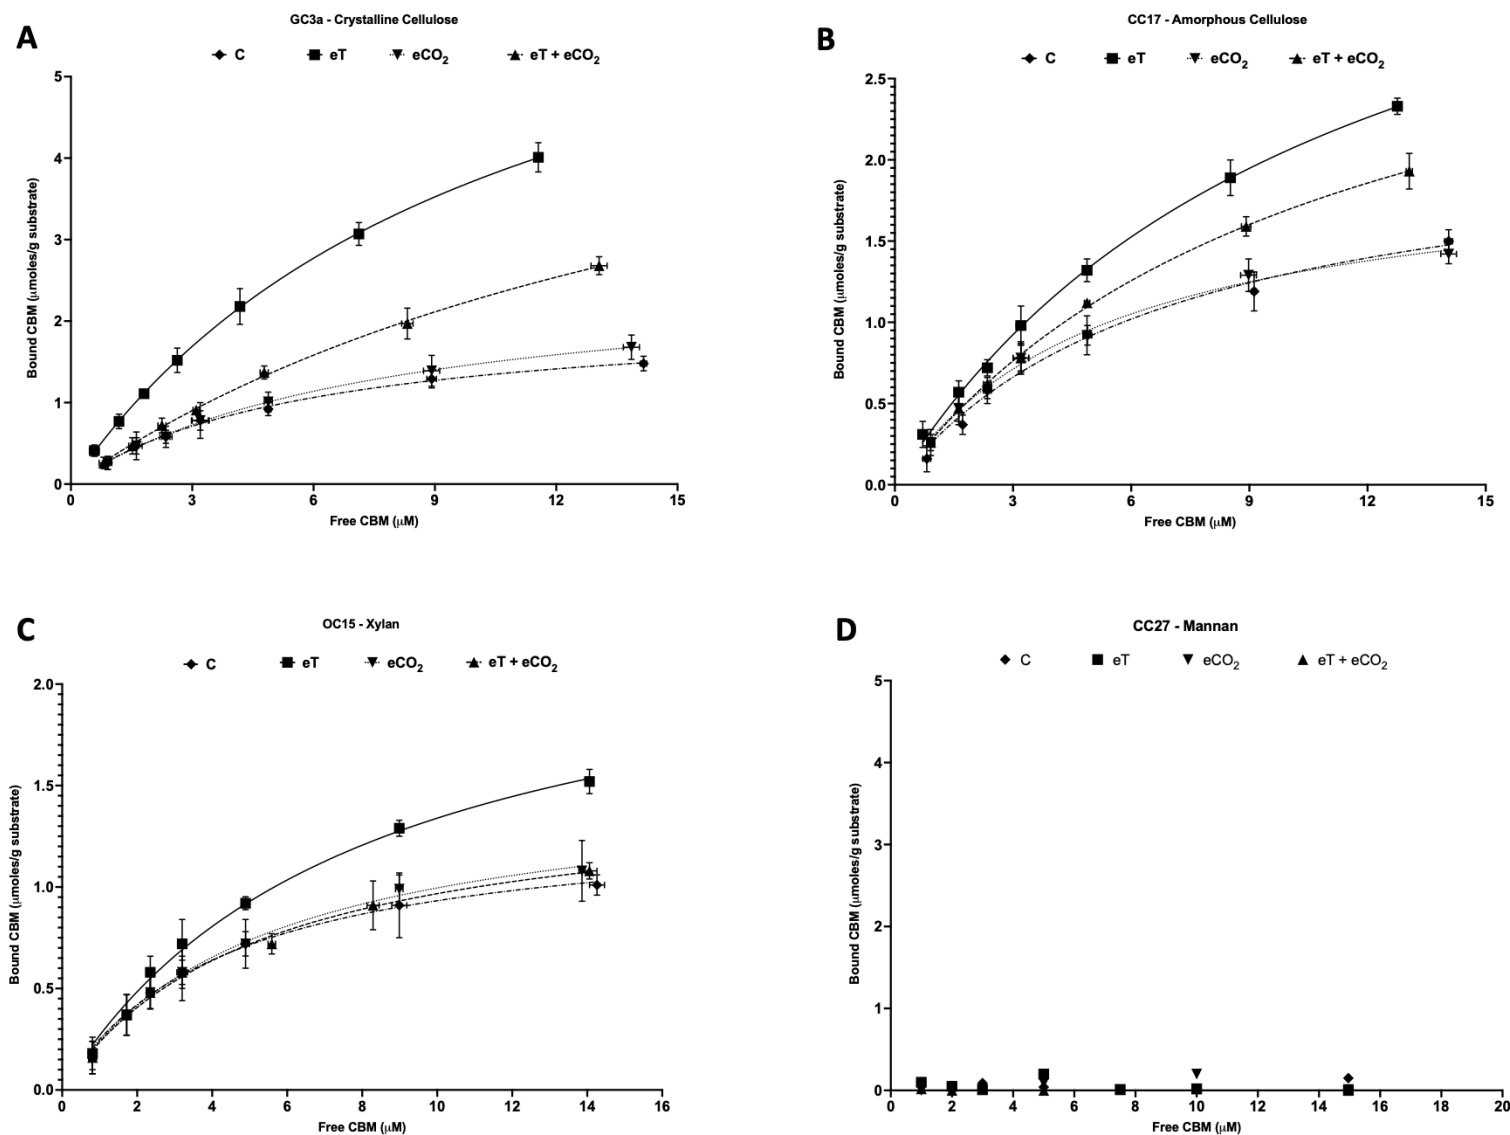 A
GC3a - Crystalline Cellulose
C eT eCO2 eT + eCO2
Bound CBM (μmoles/g substrate)
5
4
3
2
1
0
0 3 6 9 12 15
Free CBM (μM)
B
CC17 - Amorphous Cellulose
C eT eCO2 eT + eCO2
Bound CBM (μmoles/g substrate)
2.5
2.0
1.5
1.0
0.5
0.0
0 3 6 9 12 15
Free CBM (μM)
C
OC15 - Xylan
C eT eCO2 eT + eCO2
Bound CBM (μmoles/g substrate)
2.0
1.5
1.0
0.5
0.0
0 2 4 6 8 10 12 14 16
Free CBM (μM)
D
CC27 - Mannan
C eT eCO2 eT + eCO2
Bound CBM (μmoles/g substrate)
5
4
3
2
1
0
0 2 4 6 8 10 12 14 16 18 20
Free CBM (μM)